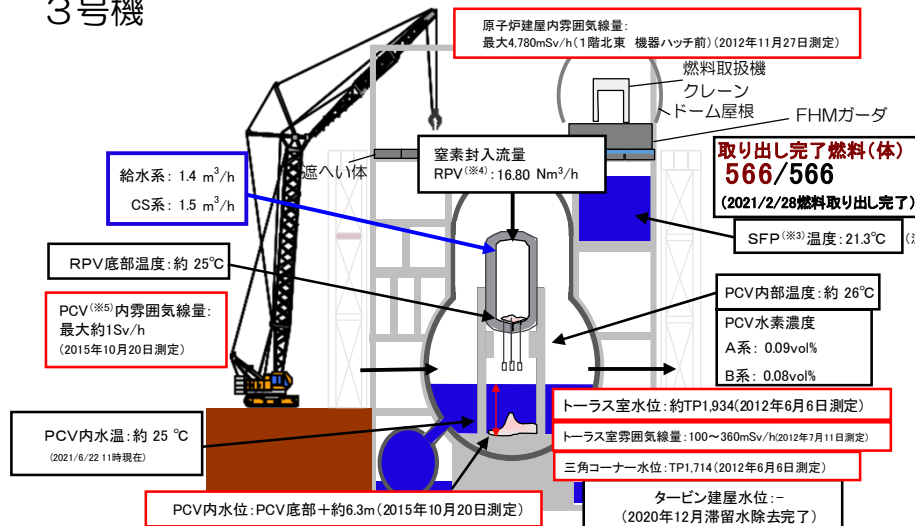 ３号機
原子炉建屋内雰囲気線量：
最大4,780mSv/h（１階北東 機器ハッチ前）（2012年11月27日測定）
燃料取扱機
クレーン
ドーム屋根
FHMガーダ
遮へい体
窒素封入流量
RPV(※4)：16.80 Nm3/h
給水系：1.4 m3/h
CS系：1.5 m3/h
取り出し完了燃料（体）
566/566
（2021/2/28燃料取り出し完了）
SFP(※3)温度：21.3℃
RPV底部温度：約 25℃
PCV(※5)内雰囲気線量：
最大約1Sv/h
（2015年10月20日測定）
PCV内部温度：約 26℃
PCV水素濃度
A系：0.09vol%
B系：0.08vol%
トーラス室水位：約TP1,934（2012年6月6日測定）
トーラス室雰囲気線量：100～360mSv/h（2012年7月11日測定）
三角コーナー水位：TP1,714（2012年6月6日測定）
PCV内水温：約 25 ℃
（2021/6/22 11時現在）
PCV内水位：PCV底部＋約6.3m（2015年10月20日測定）
タービン建屋水位：-
（2020年12月滞留水除去完了）